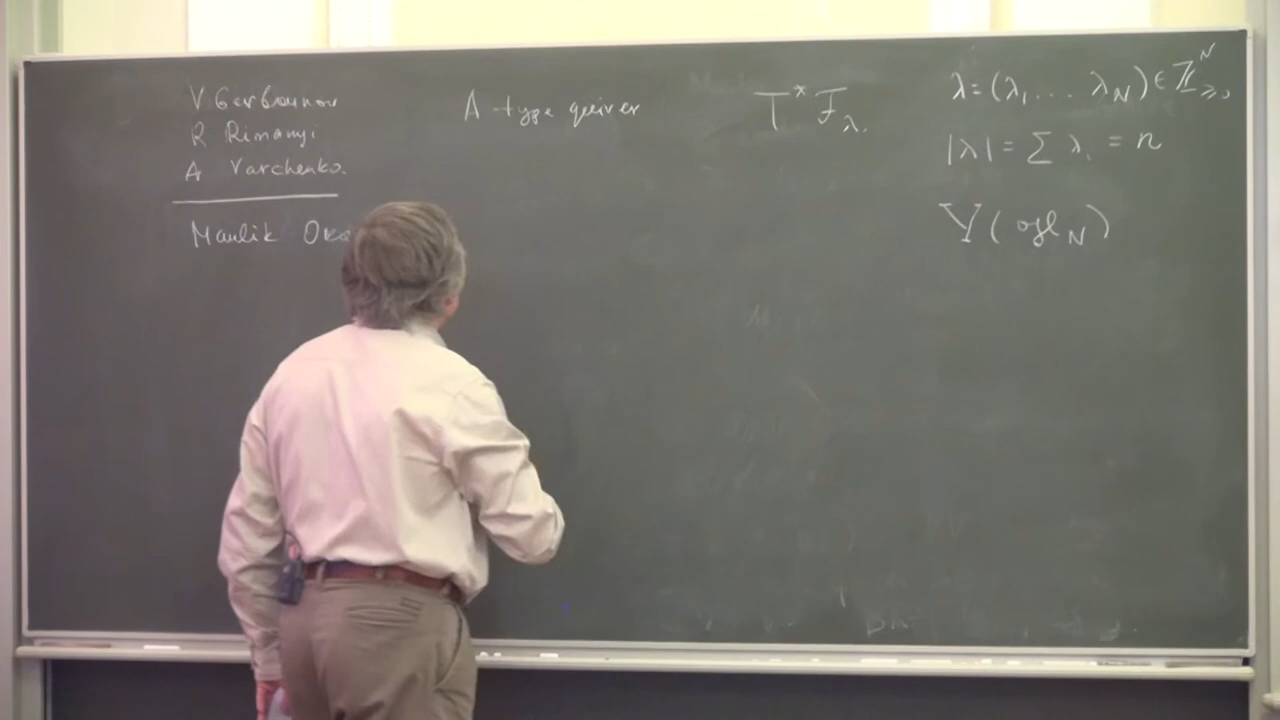 V Gorbounov
R Rimanyi
A Varchenko.
Maulik Oko
A-type quiver
T*F_λ.
λ=(λ₁... λ_N) ∈ ℤ^N_≥0
|λ| = ∑ λᵢ = n
Y(𝔤𝔩_N)